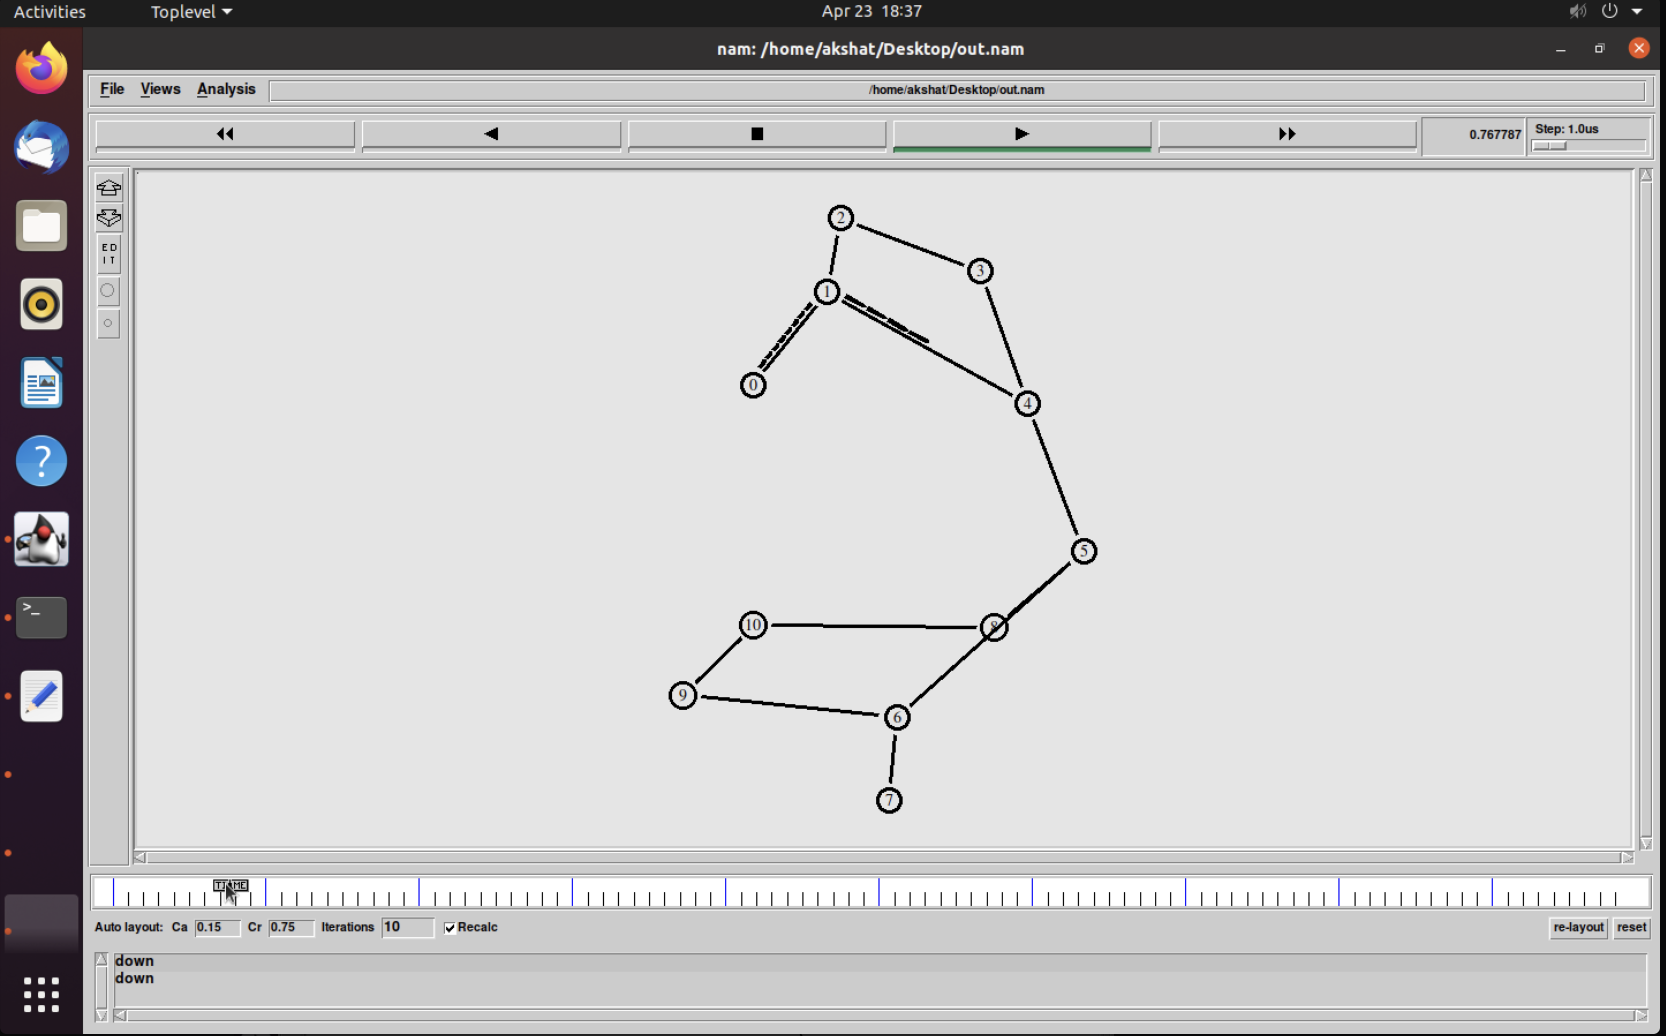 Activities Toplevel Apr 23 18:37
nam: /home/akshat/Desktop/out.nam
File Views Analysis /home/akshat/Desktop/out.nam
0.767787 Step: 1.0us
ED
IT
2
3
1
0
4
5
10
8
9
6
7
TIME
Auto layout: Ca 0.15 Cr 0.75 Iterations 10 Recalc re-layout reset
down
down